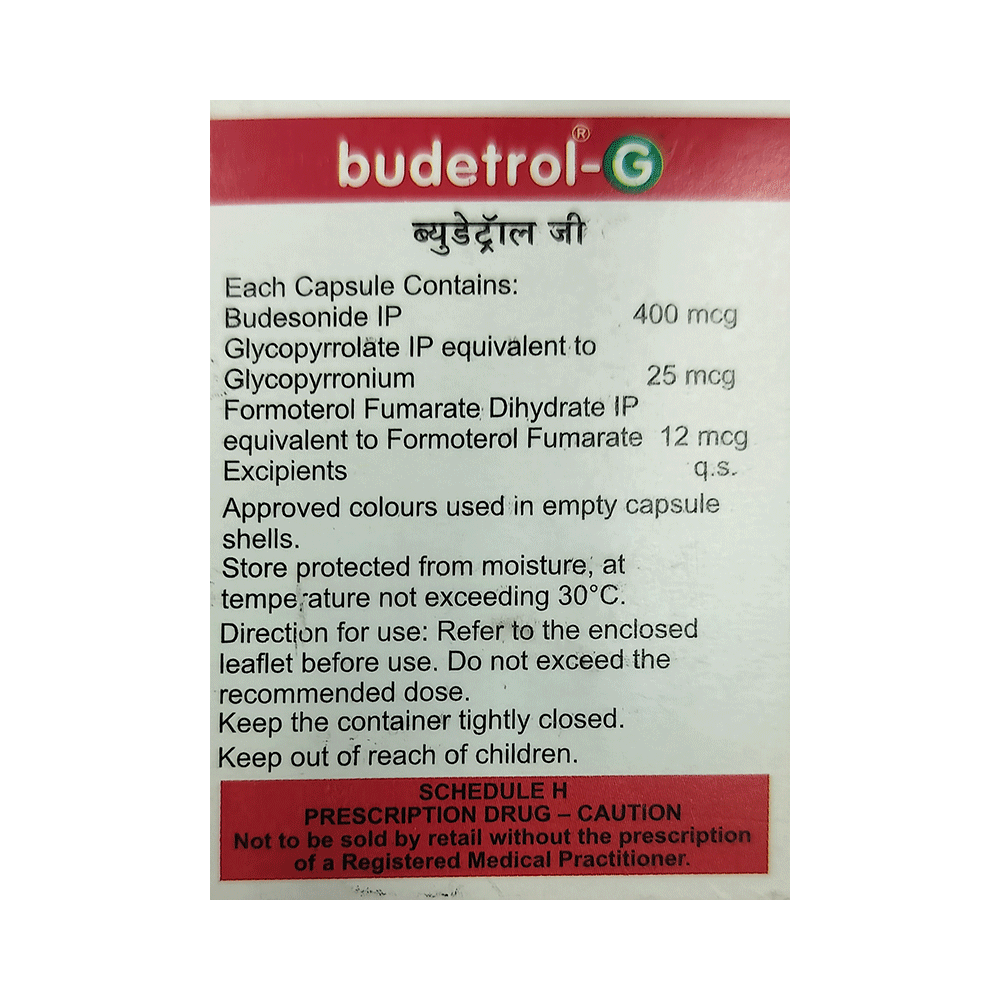 budetrol®-G
ब्युडेट्रॉल जी
Each Capsule Contains:
Budesonide IP 400 mcg
Glycopyrrolate IP equivalent to
Glycopyrronium 25 mcg
Formoterol Fumarate Dihydrate IP
equivalent to Formoterol Fumarate 12 mcg
Excipients q.s.
Approved colours used in empty capsule
shells.
Store protected from moisture, at
temperature not exceeding 30°C.
Direction for use: Refer to the enclosed
leaflet before use. Do not exceed the
recommended dose.
Keep the container tightly closed.
Keep out of reach of children.
SCHEDULE H
PRESCRIPTION DRUG – CAUTION
Not to be sold by retail without the prescription
of a Registered Medical Practitioner.